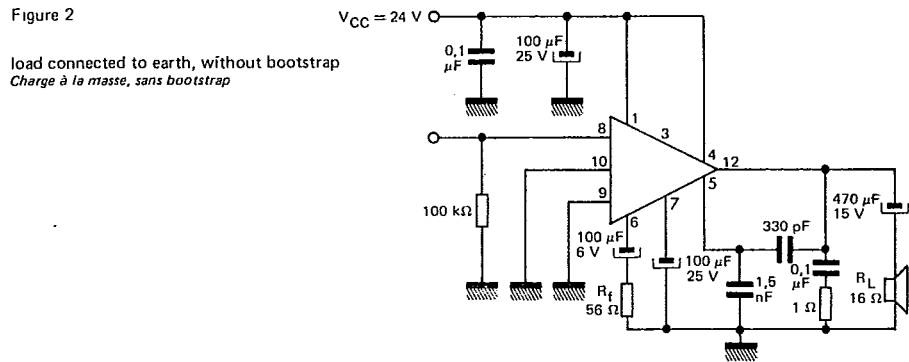 Figure 2
V_CC = 24 V
load connected to earth, without bootstrap
Charge à la masse, sans bootstrap
0,1
µF
100 µF
25 V
1
3
8
10
9
4
12
5
6
7
100 kΩ
100 µF
6 V
R_f
56 Ω
100 µF
25 V
1,5
nF
330 pF
0,1
µF
1 Ω
470 µF
15 V
R_L
16 Ω